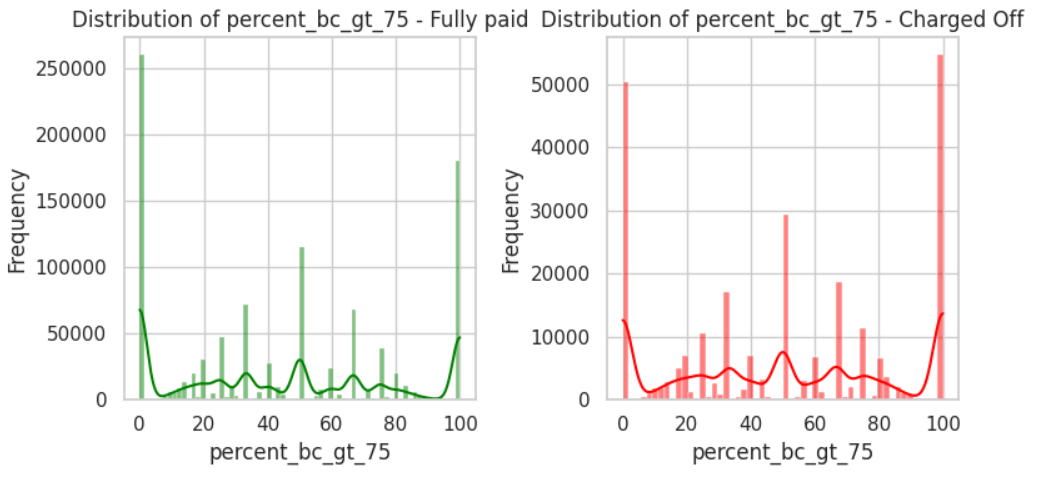 Distribution of percent_bc_gt_75 - Fully paid
250000
200000
150000
100000
50000
0
Frequency
0 20 40 60 80 100
percent_bc_gt_75
Distribution of percent_bc_gt_75 - Charged Off
50000
40000
30000
20000
10000
0
Frequency
0 20 40 60 80 100
percent_bc_gt_75